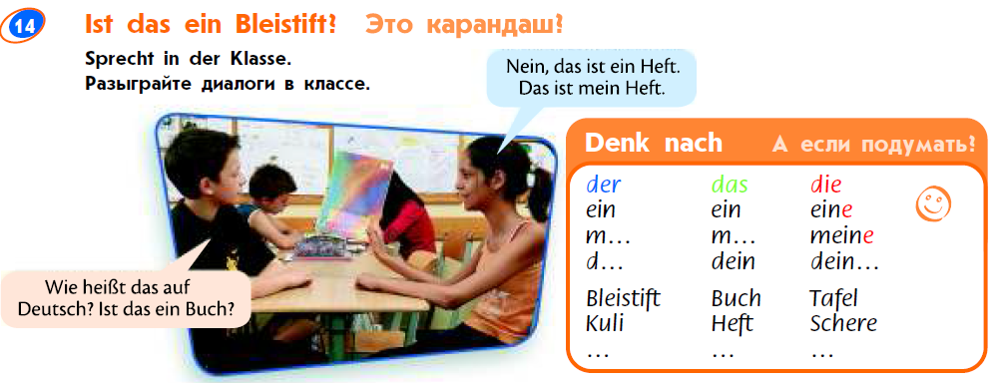 14 Ist das ein Bleistift? Это карандаш?
Sprecht in der Klasse.
Разыграйте диалоги в классе.
Nein, das ist ein Heft.
Das ist mein Heft.
Wie heißt das auf
Deutsch? Ist das ein Buch?
Denk nach А если подумать?
der das die
ein ein eine
m... m... meine
d... dein dein...
Bleistift Buch Tafel
Kuli Heft Schere
... ... ...